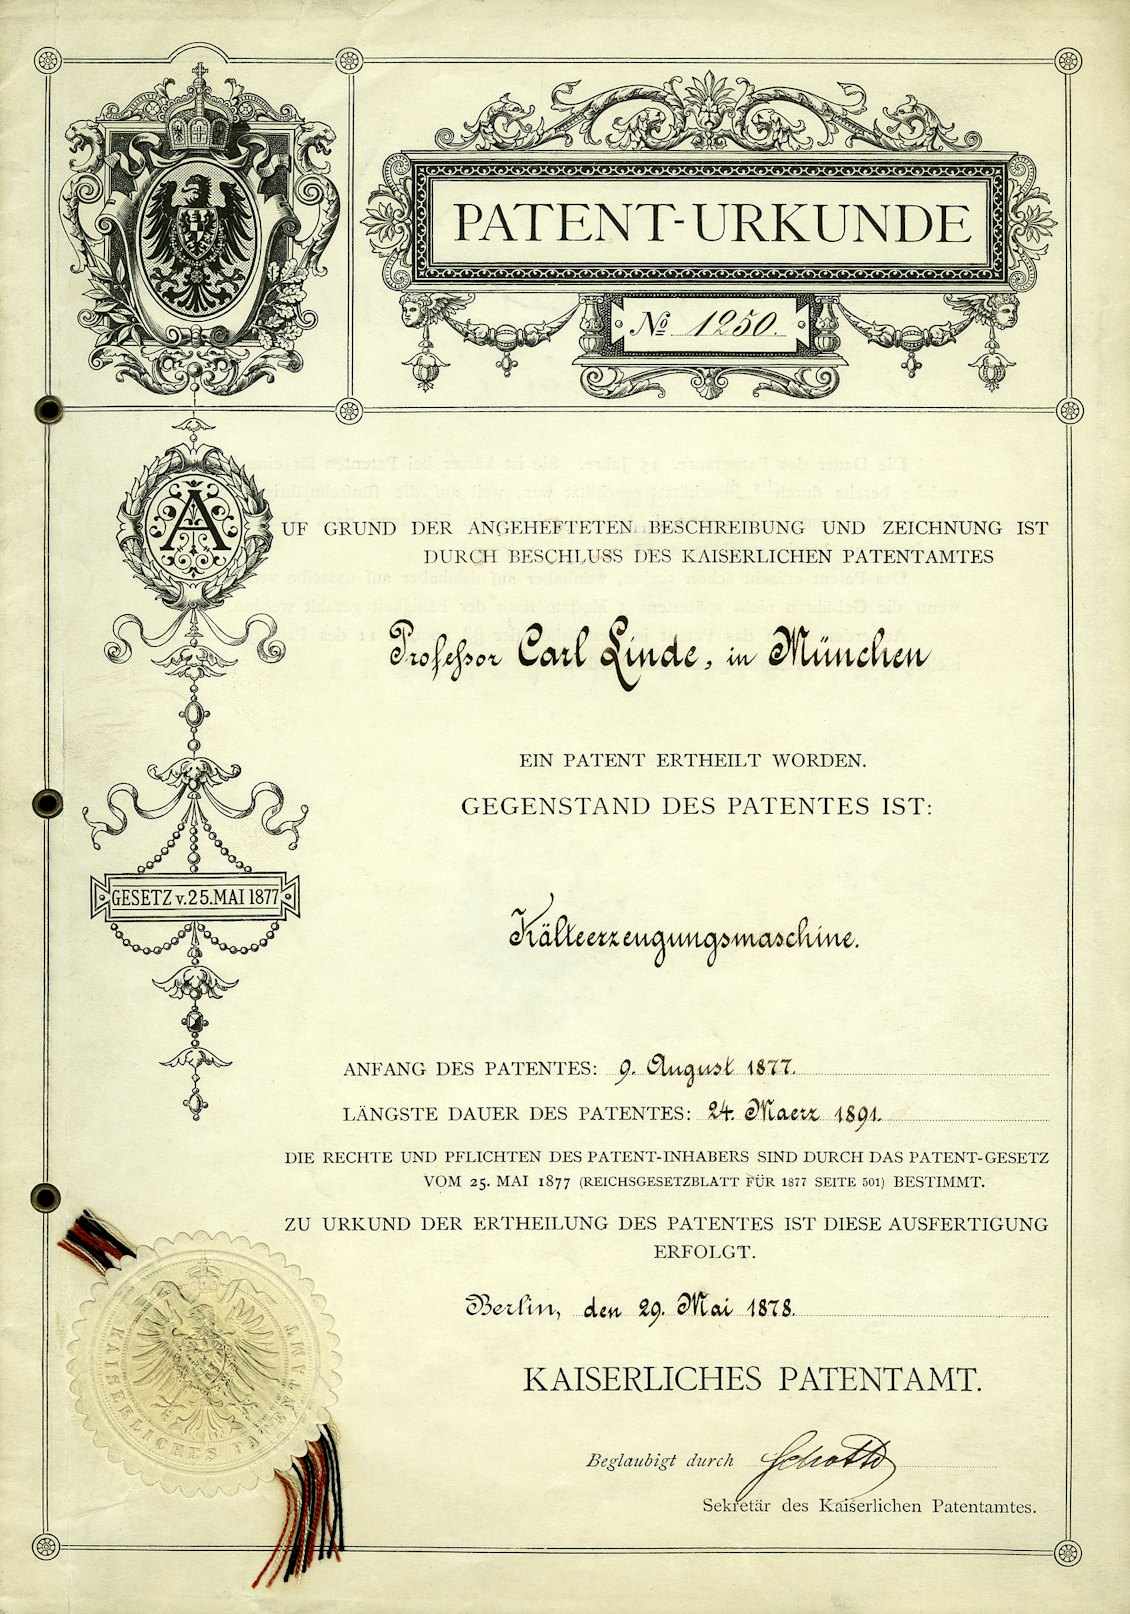 PATENT-URKUNDE
No 1250.
AUF GRUND DER ANGEHEFTETEN BESCHREIBUNG UND ZEICHNUNG IST
DURCH BESCHLUSS DES KAISERLICHEN PATENTAMTES
Professor Carl Linde, in München
EIN PATENT ERTHEILT WORDEN.
GEGENSTAND DES PATENTES IST:
GESETZ v. 25. MAI 1877
Kälteerzeugungsmaschine.
ANFANG DES PATENTES: 9. August 1877.
LÄNGSTE DAUER DES PATENTES: 24. Maerz 1891.
DIE RECHTE UND PFLICHTEN DES PATENT-INHABERS SIND DURCH DAS PATENT-GESETZ
VOM 25. MAI 1877 (REICHSGESETZBLATT FÜR 1877 SEITE 501) BESTIMMT.
ZU URKUND DER ERTHEILUNG DES PATENTES IST DIESE AUSFERTIGUNG
ERFOLGT.
Berlin, den 29. Mai 1878.
KAISERLICHES PATENTAMT
KAISERLICHES PATENTAMT.
Beglaubigt durch
Sekretär des Kaiserlichen Patentamtes.